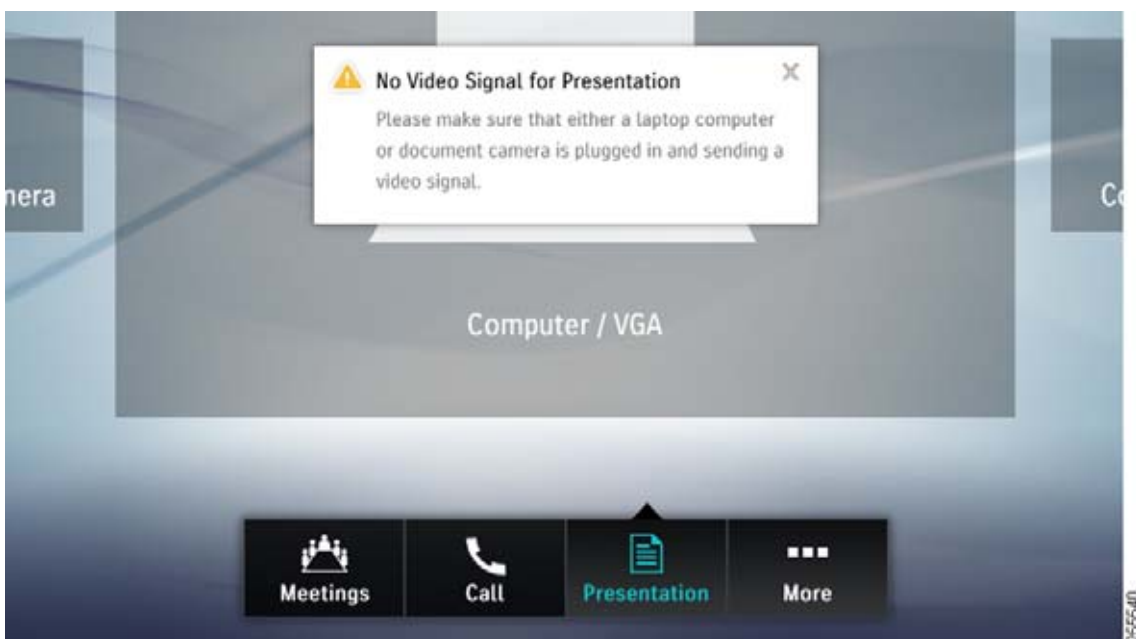 No Video Signal for Presentation
Please make sure that either a laptop computer
or document camera is plugged in and sending a
video signal.
nera
Co
Computer / VGA
Meetings
Call
Presentation
More